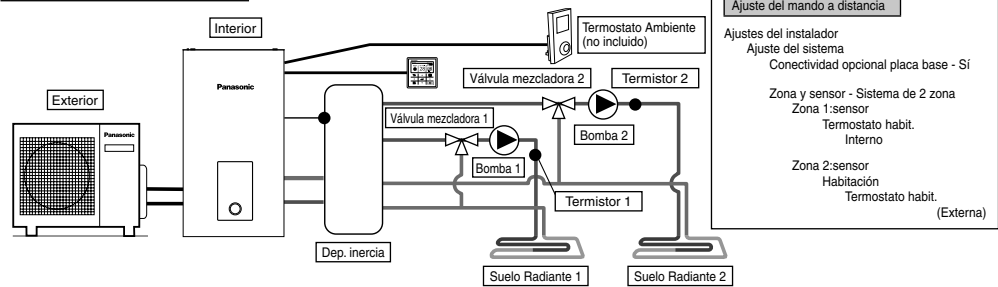 Exterior
Panasonic
Interior
Panasonic
Termostato Ambiente
(no incluido)
Válvula mezcladora 2
Termistor 2
Válvula mezcladora 1
Bomba 2
Bomba 1
Termistor 1
Dep. inercia
Suelo Radiante 1
Suelo Radiante 2
Ajuste del mando a distancia
Ajustes del instalador
Ajuste del sistema
Conectividad opcional placa base - Sí
Zona y sensor - Sistema de 2 zona
Zona 1:sensor
Termostato habit.
Interno
Zona 2:sensor
Habitación
Termostato habit.
(Externa)